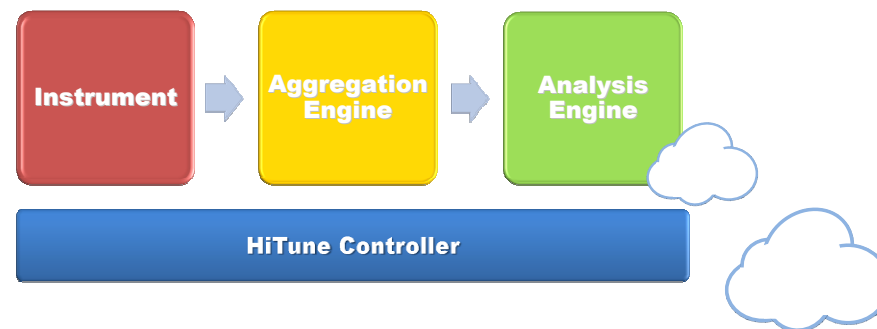 Instrument
Aggregation
Engine
Analysis
Engine
HiTune Controller